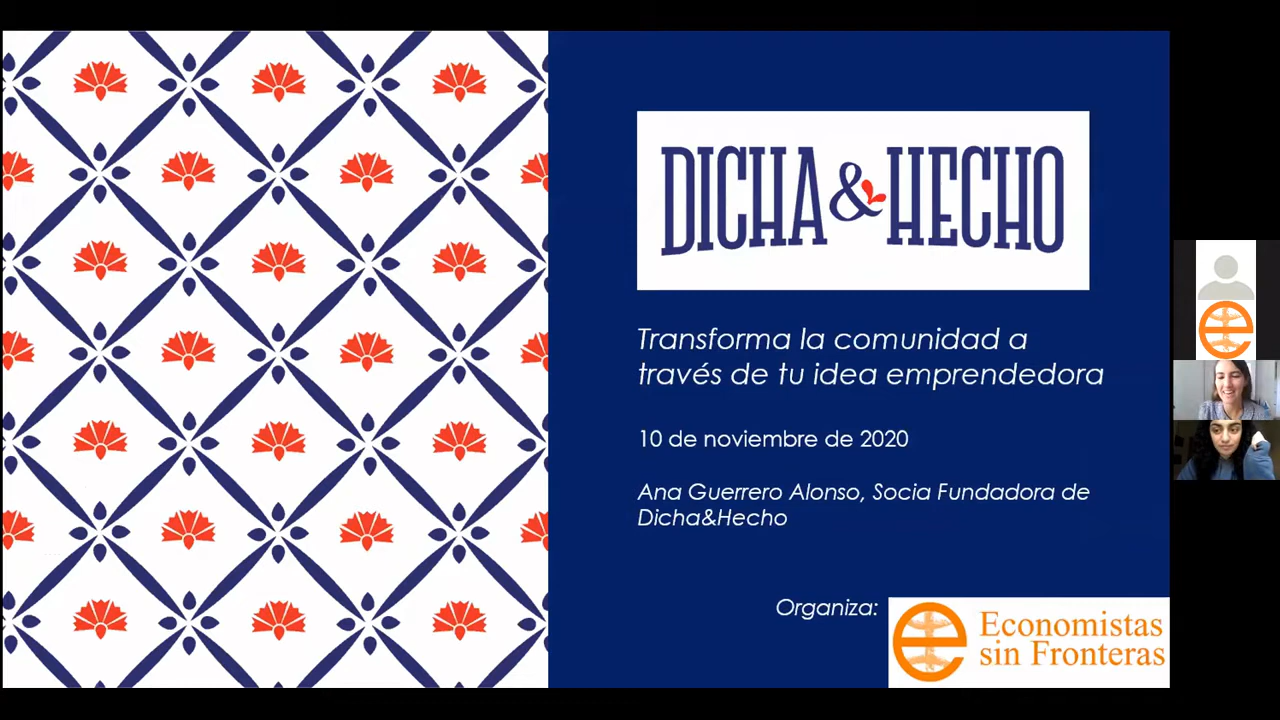 DICHA & HECHO
Transforma la comunidad a
través de tu idea emprendedora
10 de noviembre de 2020
Ana Guerrero Alonso, Socia Fundadora de
Dicha&Hecho
Organiza:
e Economistas
sin Fronteras
e